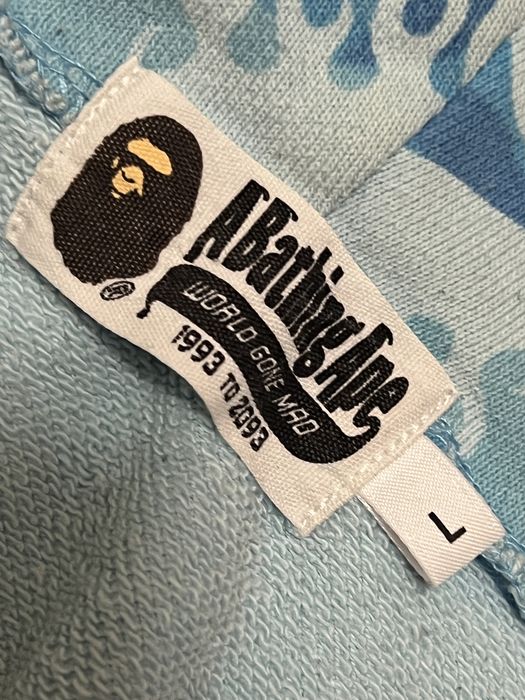 A Bathing Ape
WORLD GONE MAD
1993 TO 2093
L